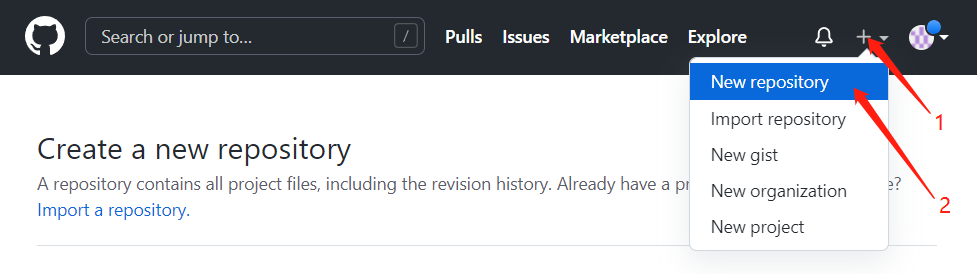 Search or jump to... /
Pulls Issues Marketplace Explore
New repository
Import repository
New gist
New organization
New project
1
2
Create a new repository
A repository contains all project files, including the revision history. Already have a pr e?
Import a repository.